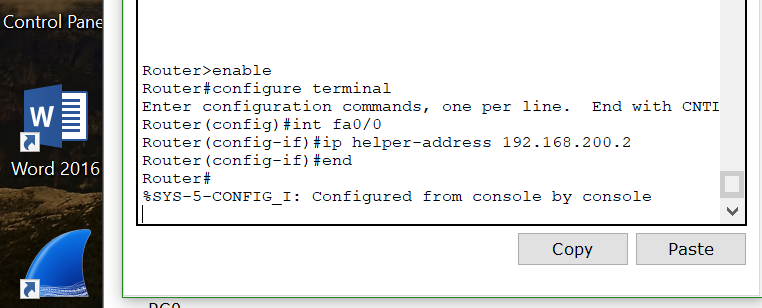 Control Pane
Router>enable
Router#configure terminal
Enter configuration commands, one per line.  End with CNTL
Router(config)#int fa0/0
Router(config-if)#ip helper-address 192.168.200.2
Router(config-if)#end
Router#
%SYS-5-CONFIG_I: Configured from console by console
W
Word 2016
Copy
Paste
PC0